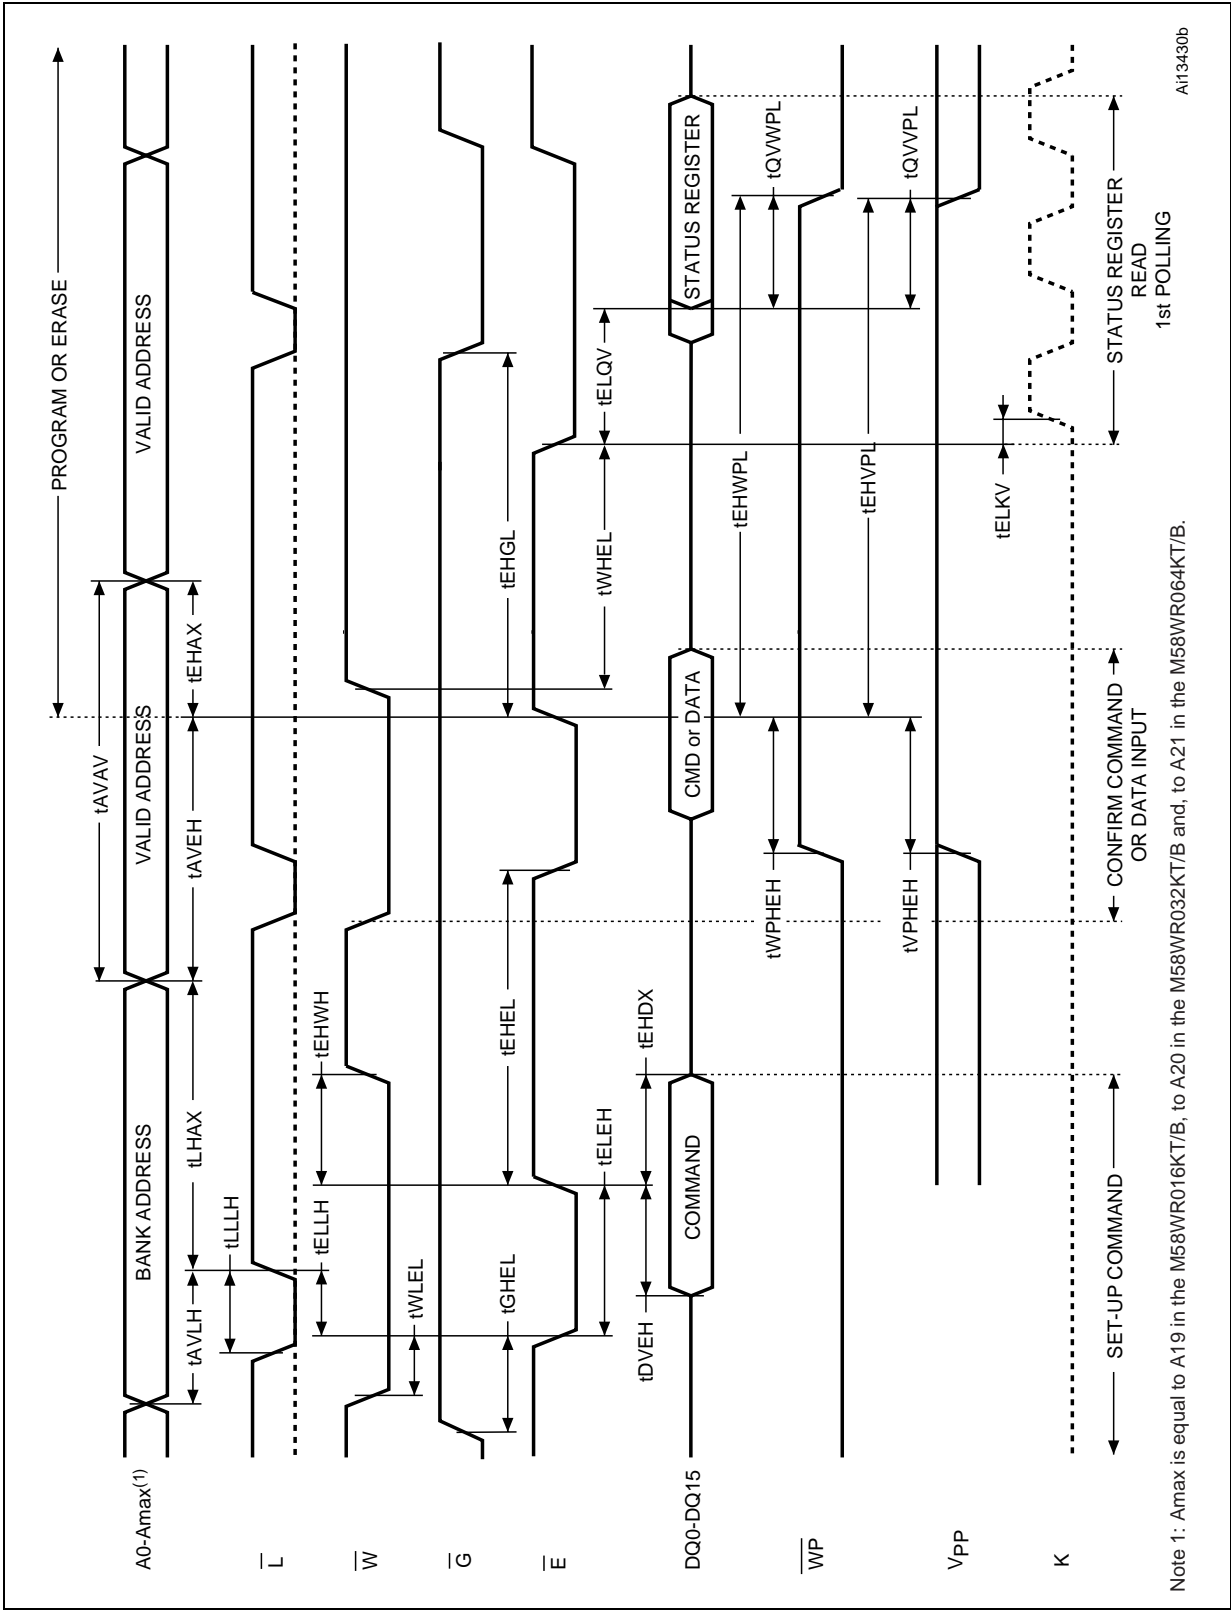 PROGRAM OR ERASE
tAVAV
A0-Amax(1)
BANK ADDRESS
VALID ADDRESS
VALID ADDRESS
tAVLH
tLHAX
tAVEH
tEHAX
tLLLH
L
tELLH
tEHWH
W
tWLEL
G
tGHEL
tEHEL
tEHGL
E
tELEH
tWHEL
tELQV
tDVEH
tEHDX
DQ0-DQ15
COMMAND
CMD or DATA
STATUS REGISTER
tEHWPL
tWPHEH
tQVWPL
WP
tEHVPL
tVPHEH
tQVVPL
VPP
tELKV
K
SET-UP COMMAND
CONFIRM COMMAND
OR DATA INPUT
STATUS REGISTER
READ
1st POLLING
Note 1: Amax is equal to A19 in the M58WR016KT/B, to A20 in the M58WR032KT/B and, to A21 in the M58WR064KT/B.
Ai13430b